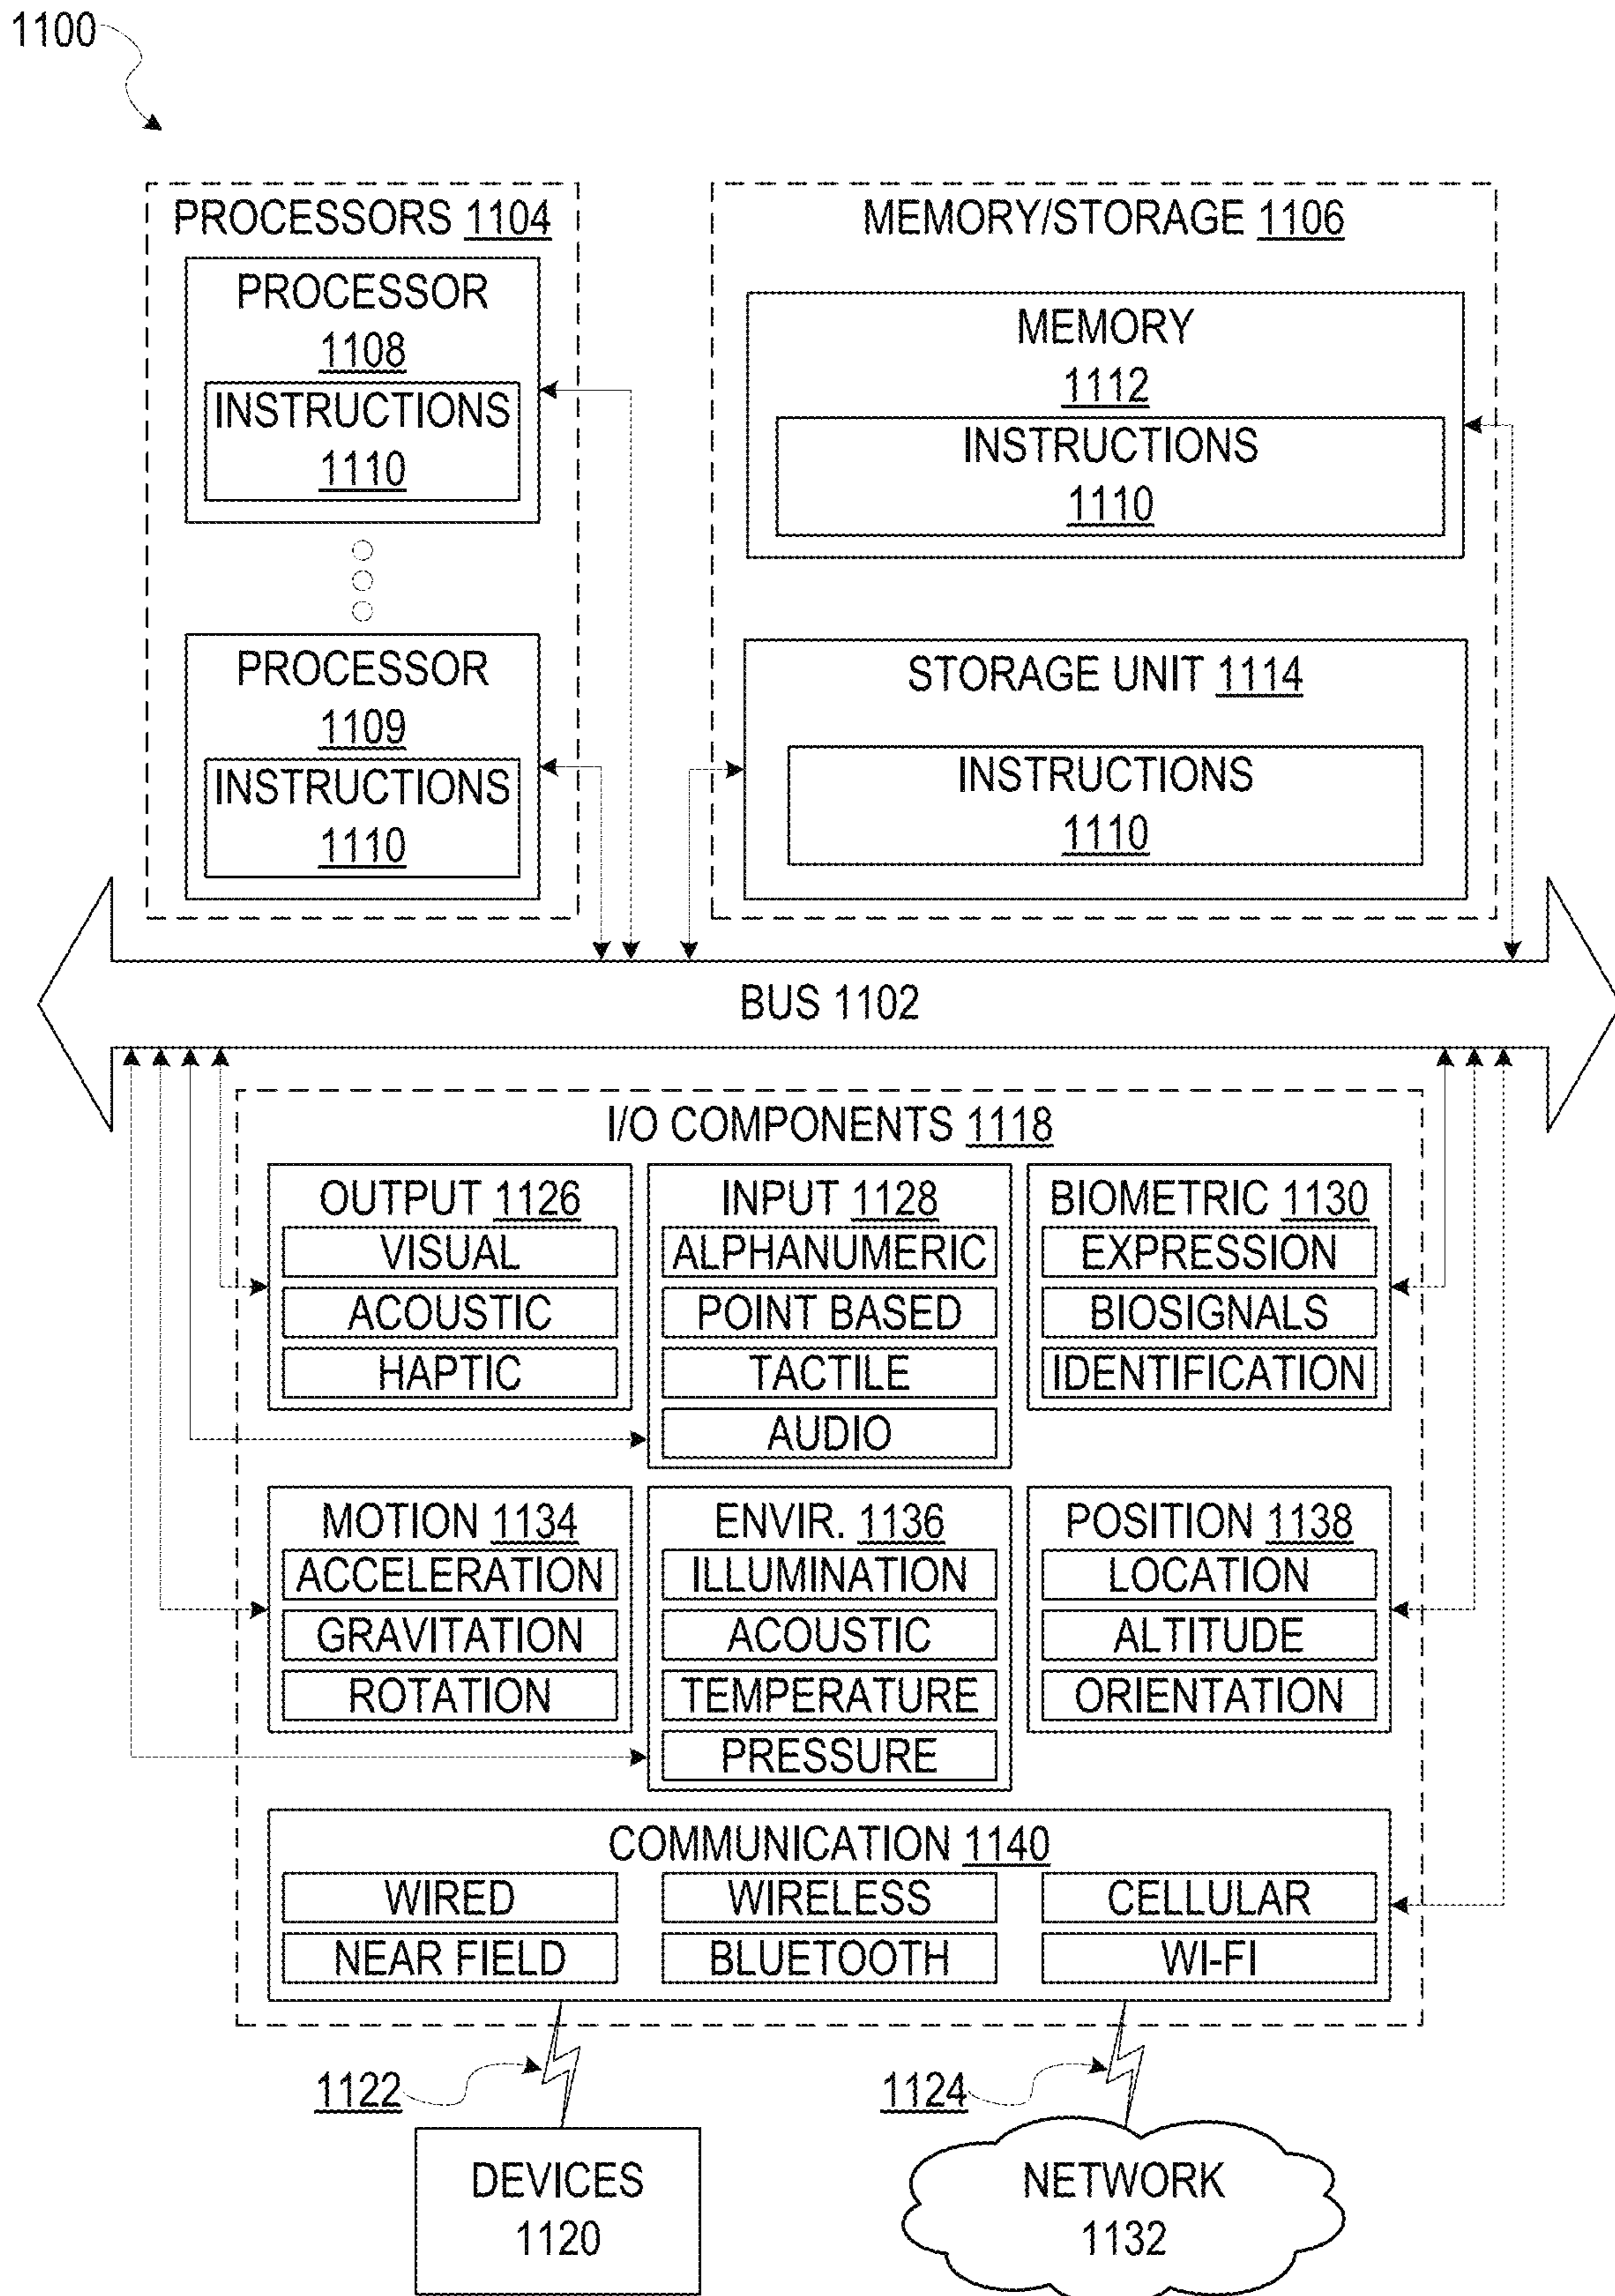 1100
PROCESSORS 1104
PROCESSOR
1108
INSTRUCTIONS
1110
PROCESSOR
1109
INSTRUCTIONS
1110
MEMORY/STORAGE 1106
MEMORY
1112
INSTRUCTIONS
1110
STORAGE UNIT 1114
INSTRUCTIONS
1110
BUS 1102
I/O COMPONENTS 1118
OUTPUT 1126
VISUAL
ACOUSTIC
HAPTIC
INPUT 1128
ALPHANUMERIC
POINT BASED
TACTILE
AUDIO
BIOMETRIC 1130
EXPRESSION
BIOSIGNALS
IDENTIFICATION
MOTION 1134
ACCELERATION
GRAVITATION
ROTATION
ENVIR. 1136
ILLUMINATION
ACOUSTIC
TEMPERATURE
PRESSURE
POSITION 1138
LOCATION
ALTITUDE
ORIENTATION
COMMUNICATION 1140
WIRED
WIRELESS
CELLULAR
NEAR FIELD
BLUETOOTH
WI-FI
1122
1124
DEVICES
1120
NETWORK
1132